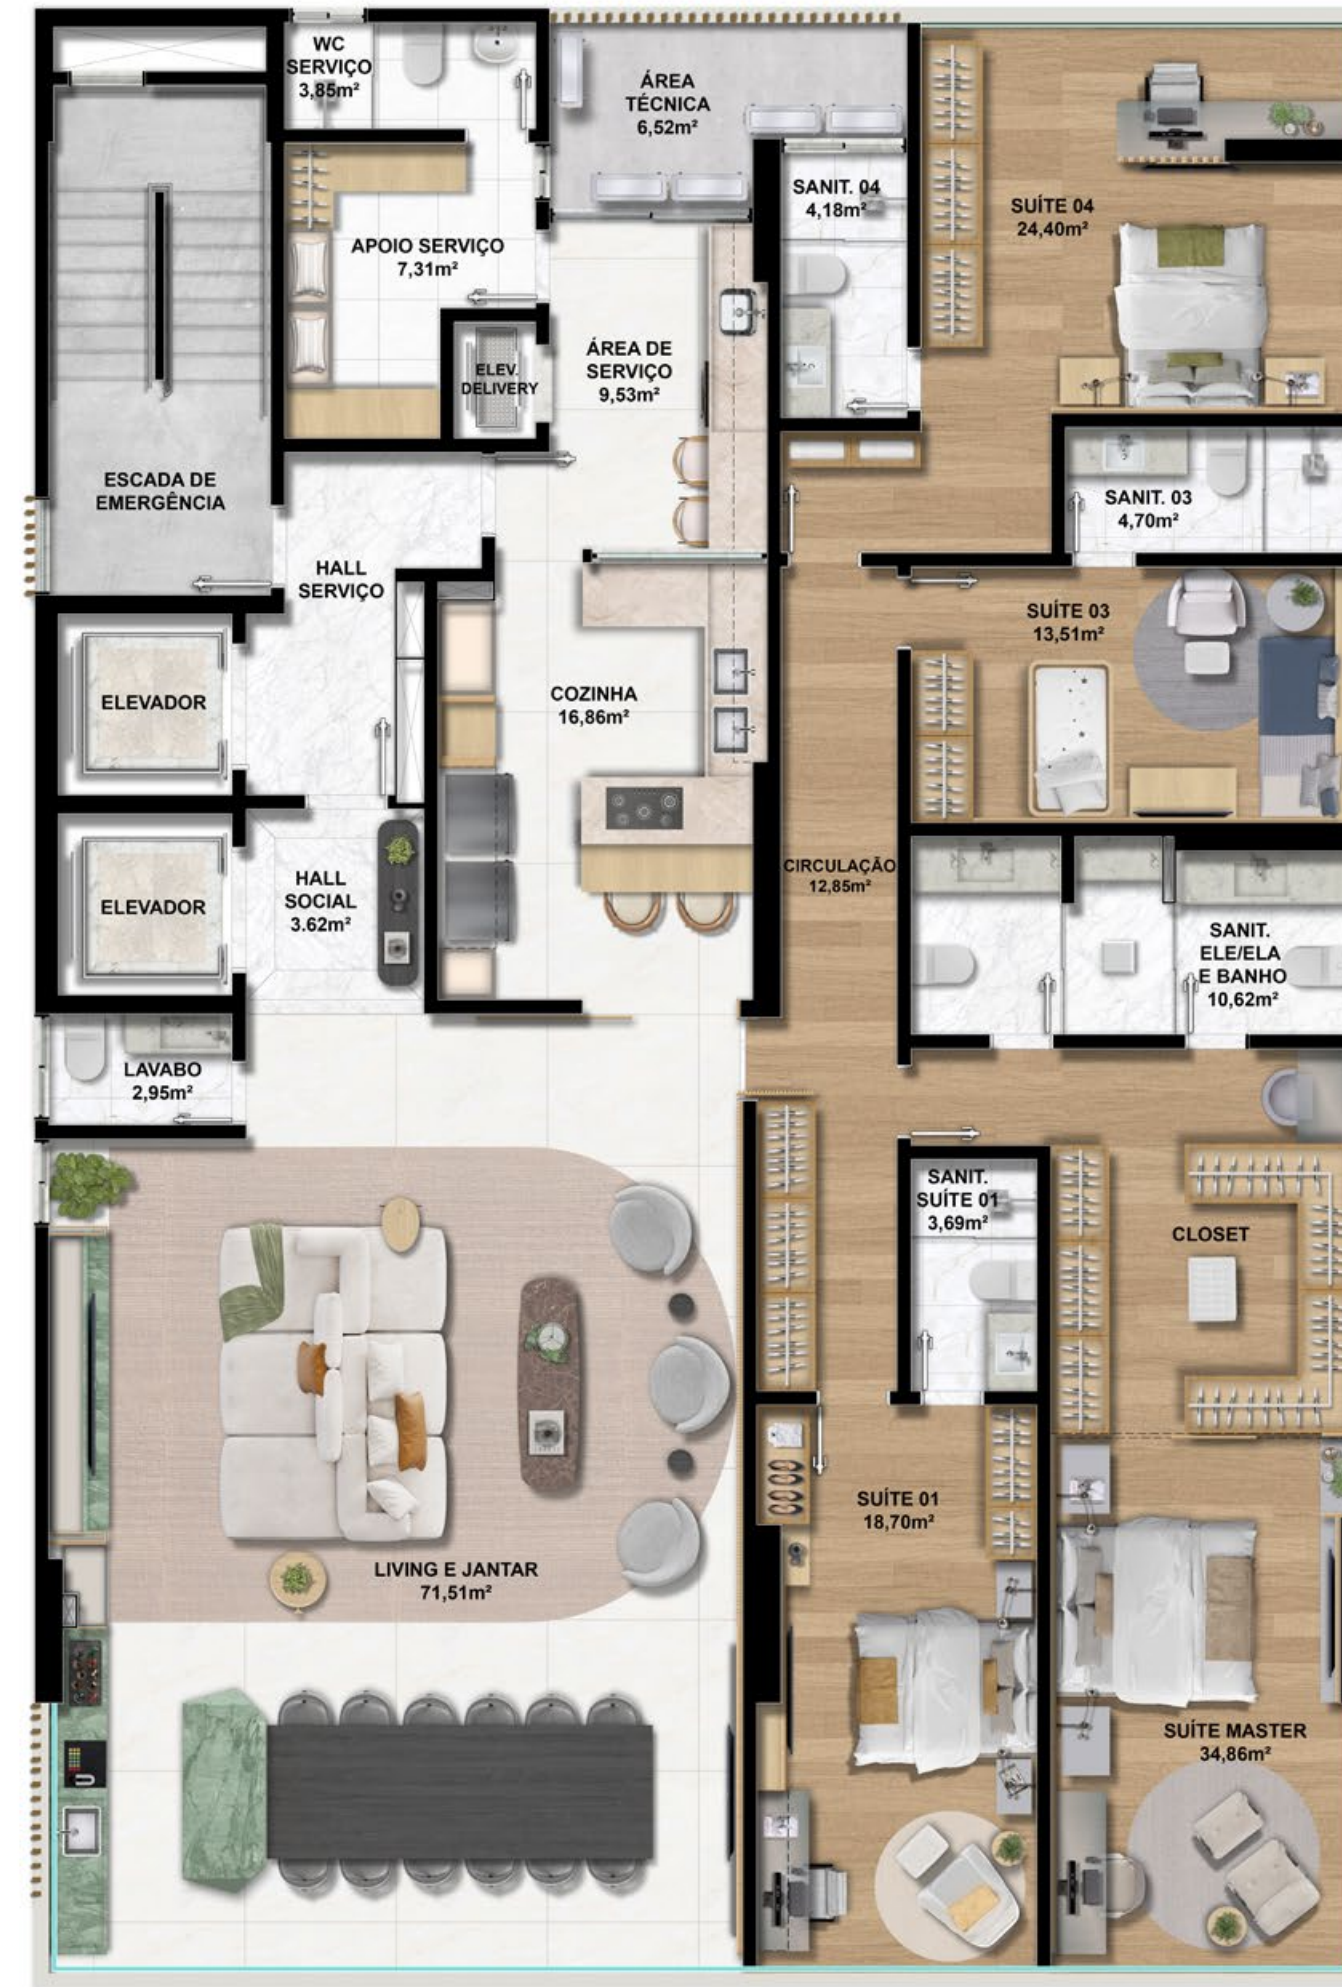 WC
SERVIÇO
3,85m²
ÁREA
TÉCNICA
6,52m²
SANIT. 04
4,18m²
SUÍTE 04
24,40m²
APOIO SERVIÇO
7,31m²
ELEV.
DELIVERY
ÁREA DE
SERVIÇO
9,53m²
ESCADA DE
EMERGÊNCIA
SANIT. 03
4,70m²
HALL
SERVIÇO
SUÍTE 03
13,51m²
ELEVADOR
COZINHA
16,86m²
ELEVADOR
HALL
SOCIAL
3.62m²
CIRCULAÇÃO
12,85m²
SANIT.
ELE/ELA
E BANHO
10,62m²
LAVABO
2,95m²
SANIT.
SUÍTE 01
3,69m²
CLOSET
SUÍTE 01
18,70m²
LIVING E JANTAR
71,51m²
SUÍTE MASTER
34,86m²